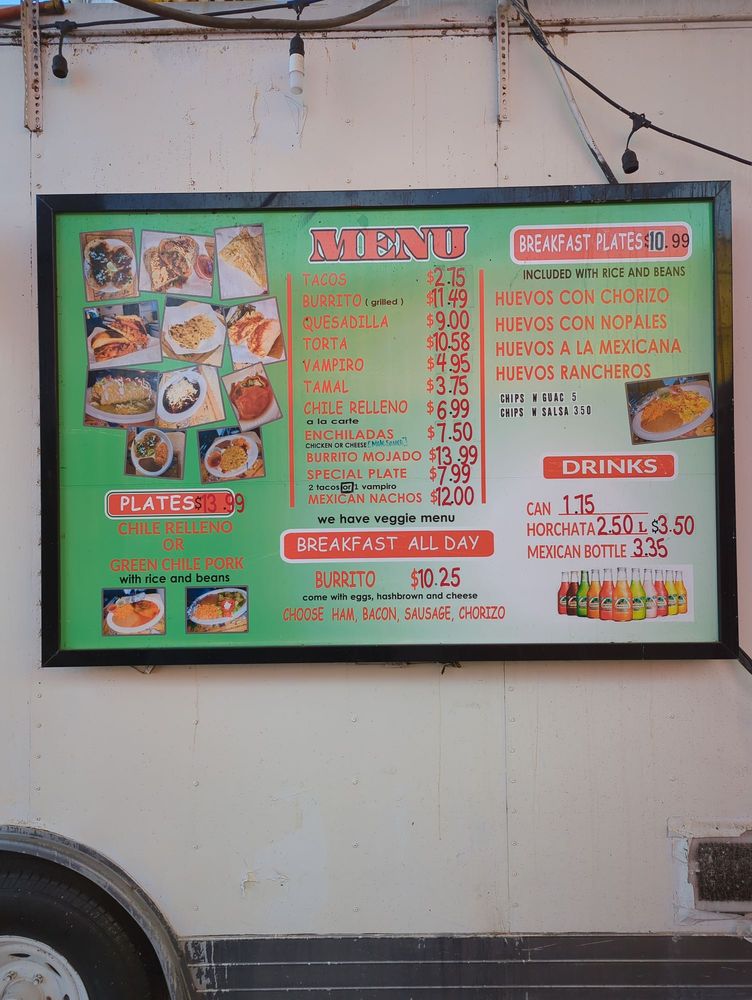 MENU
TACOS $2.75
BURRITO ( grilled ) $11.49
QUESADILLA $9.00
TORTA $10.58
VAMPIRO $4.95
TAMAL $3.75
CHILE RELLENO $6.99
a la carte
ENCHILADAS $7.50
CHICKEN OR CHEESE
BURRITO MOJADO $13.99
SPECIAL PLATE $7.99
2 tacos or 1 vampiro
MEXICAN NACHOS $12.00
we have veggie menu
BREAKFAST ALL DAY
BURRITO $10.25
come with eggs, hashbrown and cheese
CHOOSE HAM, BACON, SAUSAGE, CHORIZO
PLATES $13.99
CHILE RELLENO
OR
GREEN CHILE PORK
with rice and beans
BREAKFAST PLATES $10.99
INCLUDED WITH RICE AND BEANS
HUEVOS CON CHORIZO
HUEVOS CON NOPALES
HUEVOS A LA MEXICANA
HUEVOS RANCHEROS
CHIPS W GUAC 5
CHIPS W SALSA 3 50
DRINKS
CAN 1.75
HORCHATA 2.50 L $3.50
MEXICAN BOTTLE 3.35